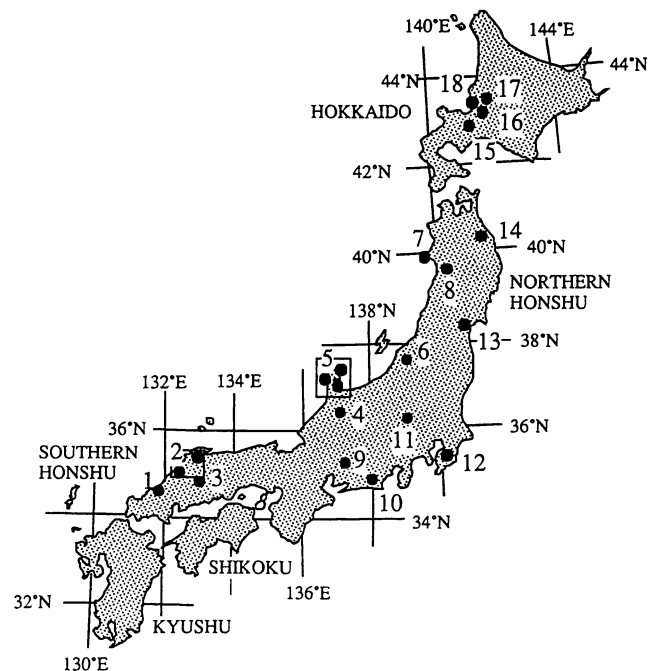 140°E
144°E
44°N
44°N
18
17
HOKKAIDO
16
15
42°N
7
14
40°N
40°N
8
NORTHERN
HONSHU
138°N
13
38°N
5
6
132°E
134°E
4
36°N
11
36°N
SOUTHERN
HONSHU
2
9
12
1
3
10
34°N
SHIKOKU
136°E
32°N
KYUSHU
130°E